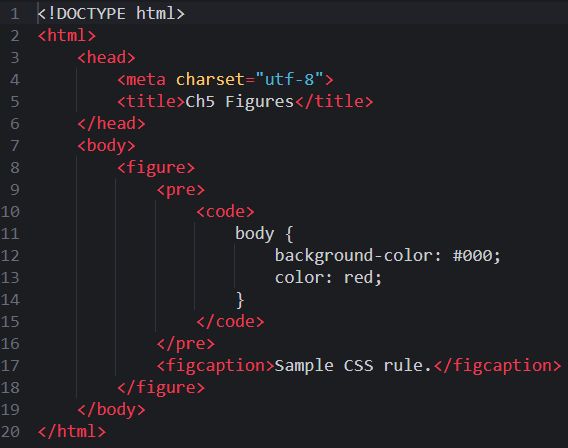 1 <!DOCTYPE html>
2 <html>
3     <head>
4         <meta charset="utf-8">
5         <title>Ch5 Figures</title>
6     </head>
7     <body>
8         <figure>
9             <pre>
10                 <code>
11                     body {
12                         background-color: #000;
13                         color: red;
14                     }
15                 </code>
16             </pre>
17             <figcaption>Sample CSS rule.</figcaption>
18         </figure>
19     </body>
20 </html>